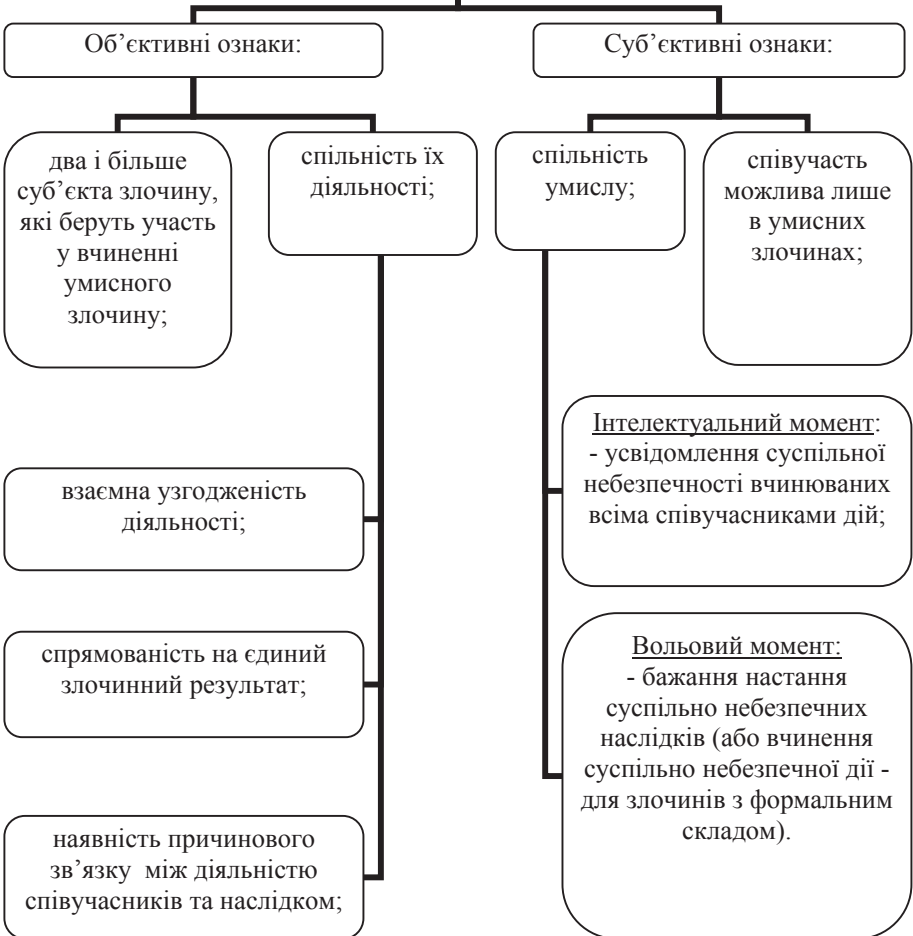 Об’єктивні ознаки:
Суб’єктивні ознаки:
два і більше
суб’єкта злочину,
які беруть участь
у вчиненні
умисного
злочину;
спільність їх
діяльності;
спільність
умислу;
співучасть
можлива лише
в умисних
злочинах;
взаємна узгодженість
діяльності;
спрямованість на єдиний
злочинний результат;
наявність причинового
зв’язку між діяльністю
співучасників та наслідком;
Інтелектуальний момент:
- усвідомлення суспільної
небезпечності вчинюваних
всіма співучасниками дій;
Вольовий момент:
- бажання настання
суспільно небезпечних
наслідків (або вчинення
суспільно небезпечної дії -
для злочинів з формальним
складом).